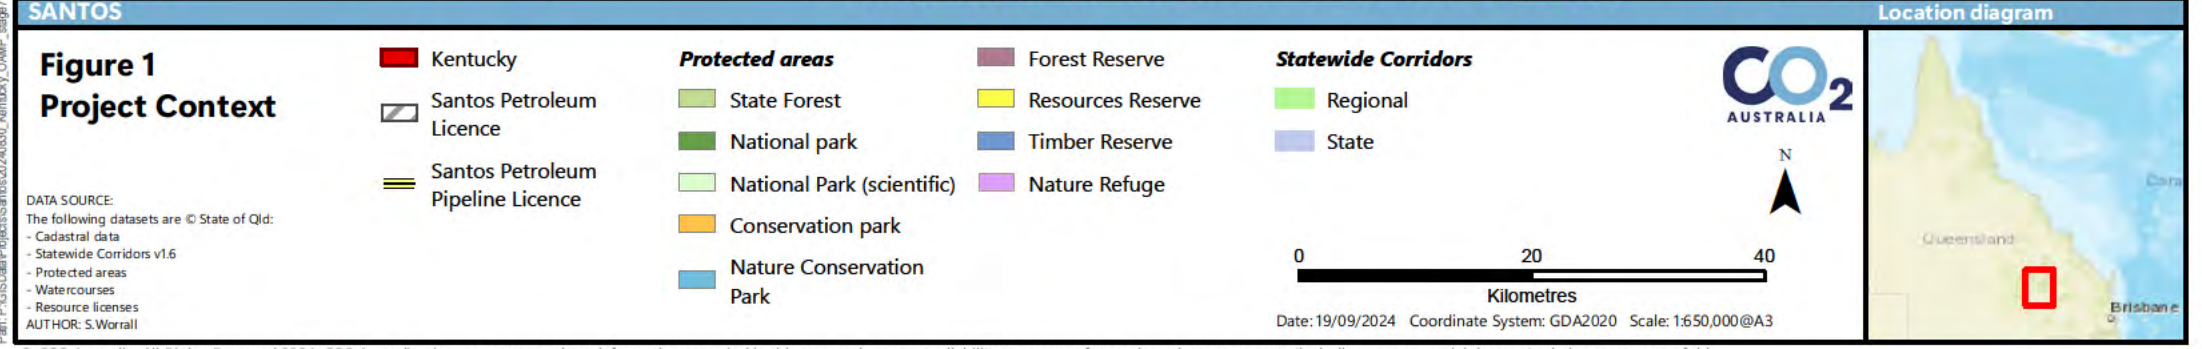 SANTOS
Location diagram
Figure 1
Project Context
DATA SOURCE:
The following datasets are © State of Qld:
- Cadastral data
- Statewide Corridors v1.6
- Protected areas
- Watercourses
- Resource licenses
AUTHOR: S.Worrall
Kentucky
Santos Petroleum
Licence
Santos Petroleum
Pipeline Licence
Protected areas
State Forest
National park
National Park (scientific)
Conservation park
Nature Conservation
Park
Forest Reserve
Resources Reserve
Timber Reserve
Nature Refuge
Statewide Corridors
Regional
State
CO2
AUSTRALIA
N
0 20 40
Kilometres
Date:19/09/2024 Coordinate System: GDA2020 Scale: 1:650,000@A3
Queensland
Brisbane